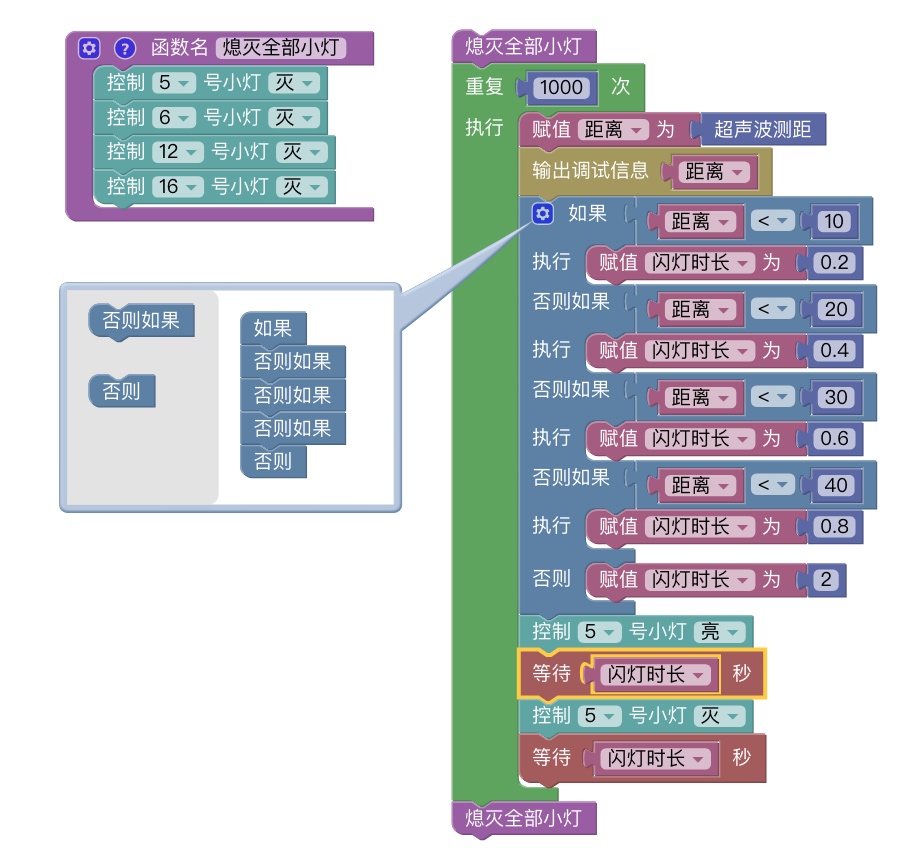 ? 函数名 熄灭全部小灯
控制 5 号小灯 灭
控制 6 号小灯 灭
控制 12 号小灯 灭
控制 16 号小灯 灭
否则如果
否则
如果
否则如果
否则如果
否则如果
否则
熄灭全部小灯
重复 1000 次
执行 赋值 距离 为 超声波测距
输出调试信息 距离
如果 距离 < 10
执行 赋值 闪灯时长 为 0.2
否则如果 距离 < 20
执行 赋值 闪灯时长 为 0.4
否则如果 距离 < 30
执行 赋值 闪灯时长 为 0.6
否则如果 距离 < 40
执行 赋值 闪灯时长 为 0.8
否则 赋值 闪灯时长 为 2
控制 5 号小灯 亮
等待 闪灯时长 秒
控制 5 号小灯 灭
等待 闪灯时长 秒
熄灭全部小灯